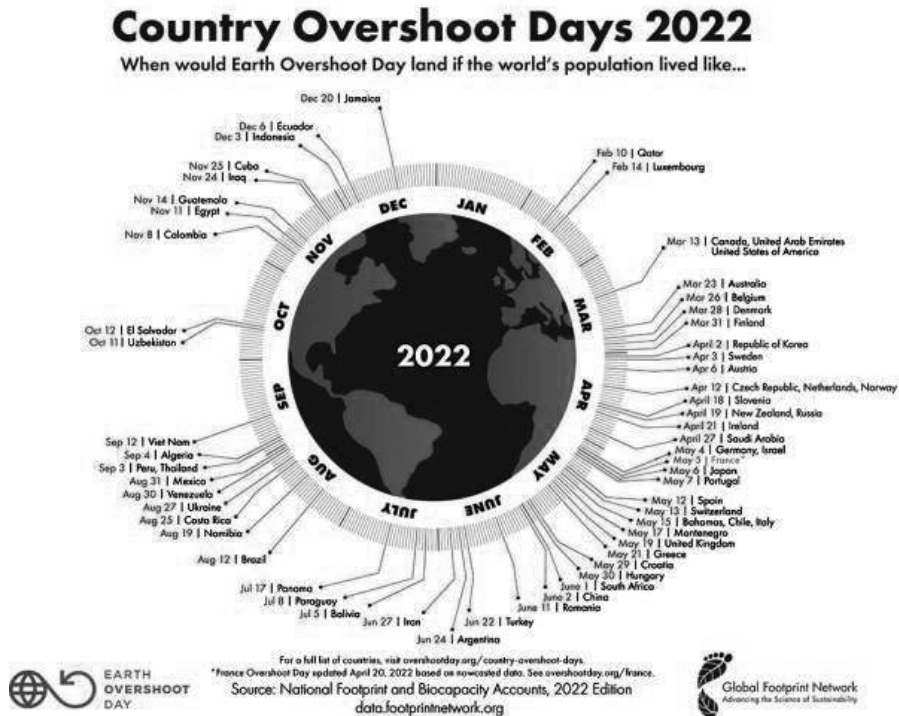 Country Overshoot Days 2022
When would Earth Overshoot Day land if the world's population lived like...
Dec 20 | Jamaica
Dec 6 | Ecuador
Dec 3 | Indonesia
Nov 25 | Cuba
Nov 24 | Iraq
Nov 14 | Guatemala
Nov 11 | Egypt
Nov 8 | Colombia
Oct 12 | El Salvador
Oct 11 | Uzbekistan
Sep 12 | Viet Nam
Sep 4 | Algeria
Sep 3 | Peru, Thailand
Aug 31 | Mexico
Aug 30 | Venezuela
Aug 27 | Ukraine
Aug 25 | Costa Rica
Aug 19 | Namibia
Aug 12 | Brazil
Jul 17 | Panama
Jul 8 | Paraguay
Jul 5 | Bolivia
Jun 27 | Iran
Jun 24 | Argentina
Jun 22 | Turkey
Feb 10 | Qatar
Feb 14 | Luxembourg
Mar 13 | Canada, United Arab Emirates
United States of America
Mar 23 | Australia
Mar 26 | Belgium
Mar 28 | Denmark
Mar 31 | Finland
April 2 | Republic of Korea
Apr 3 | Sweden
Apr 6 | Austria
Apr 12 | Czech Republic, Netherlands, Norway
April 18 | Slovenia
April 19 | New Zealand, Russia
April 21 | Ireland
April 27 | Saudi Arabia
May 4 | Germany, Israel
May 5 | France*
May 6 | Japan
May 7 | Portugal
May 12 | Spain
May 13 | Switzerland
May 15 | Bahamas, Chile, Italy
May 17 | Montenegro
May 19 | United Kingdom
May 21 | Greece
May 29 | Croatia
May 30 | Hungary
June 1 | South Africa
June 2 | China
June 11 | Romania
JAN
FEB
MAR
APR
MAY
JUNE
JULY
AUG
SEP
OCT
NOV
DEC
2022
For a full list of countries, visit overshootday.org/country-overshoot-days.
*France Overshoot Day updated April 20, 2022 based on nowcasted data. See overshootday.org/france.
Source: National Footprint and Biocapacity Accounts, 2022 Edition
data.footprintnetwork.org
EARTH
OVERSHOOT
DAY
Global Footprint Network
Advancing the Science of Sustainability